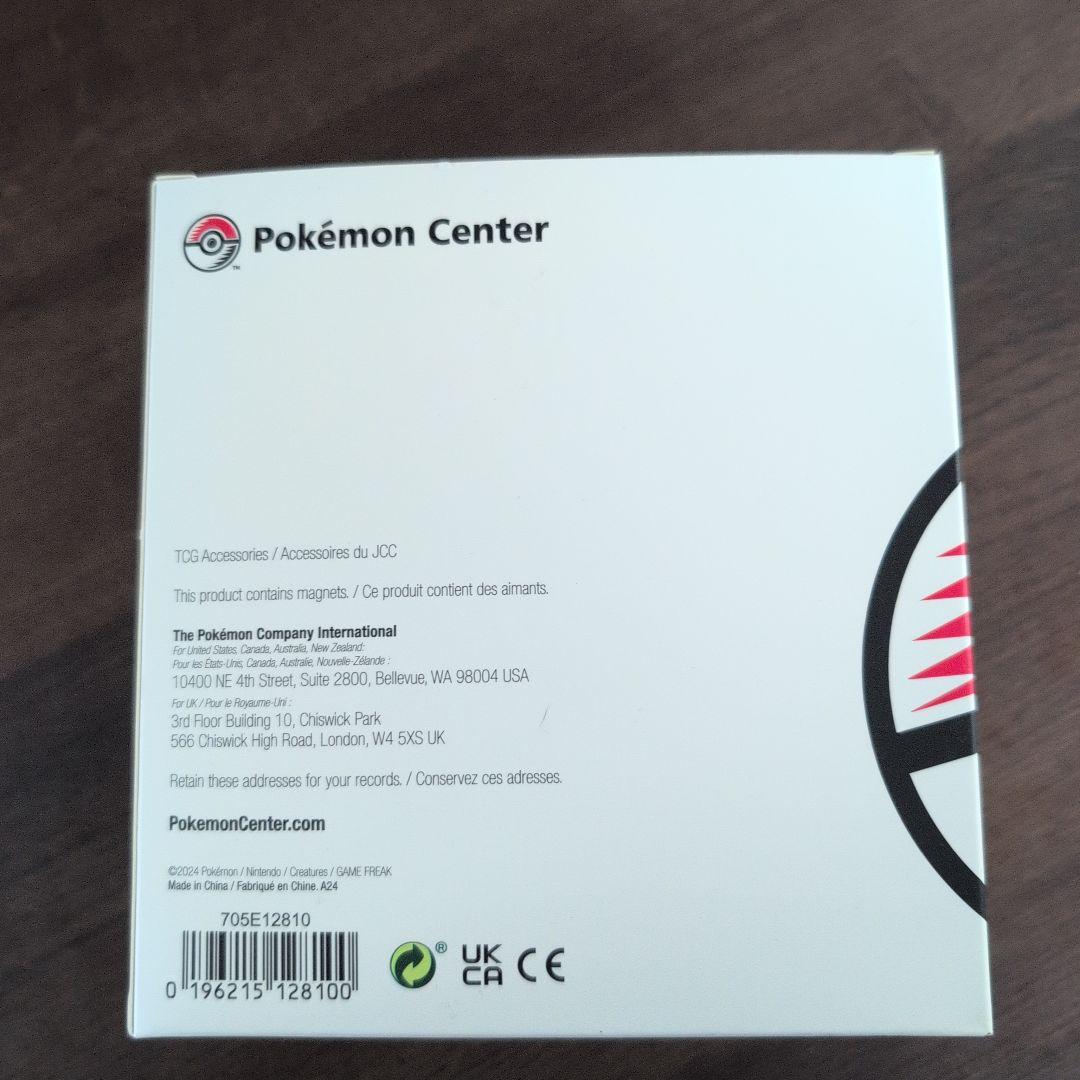 Pokémon Center
TM
TCG Accessories / Accessoires du JCC
This product contains magnets. / Ce produit contient des aimants.
The Pokémon Company International
For United States, Canada, Australia, New Zealand:
Pour les États-Unis, Canada, Australie, Nouvelle-Zélande :
10400 NE 4th Street, Suite 2800, Bellevue, WA 98004 USA
For UK / Pour le Royaume-Uni :
3rd Floor Building 10, Chiswick Park
566 Chiswick High Road, London, W4 5XS UK
Retain these addresses for your records. / Conservez ces adresses.
PokemonCenter.com
©2024 Pokémon / Nintendo / Creatures / GAME FREAK
Made in China / Fabriqué en Chine. A24
705E12810
0 196215 128100
®
UK
CA
CE